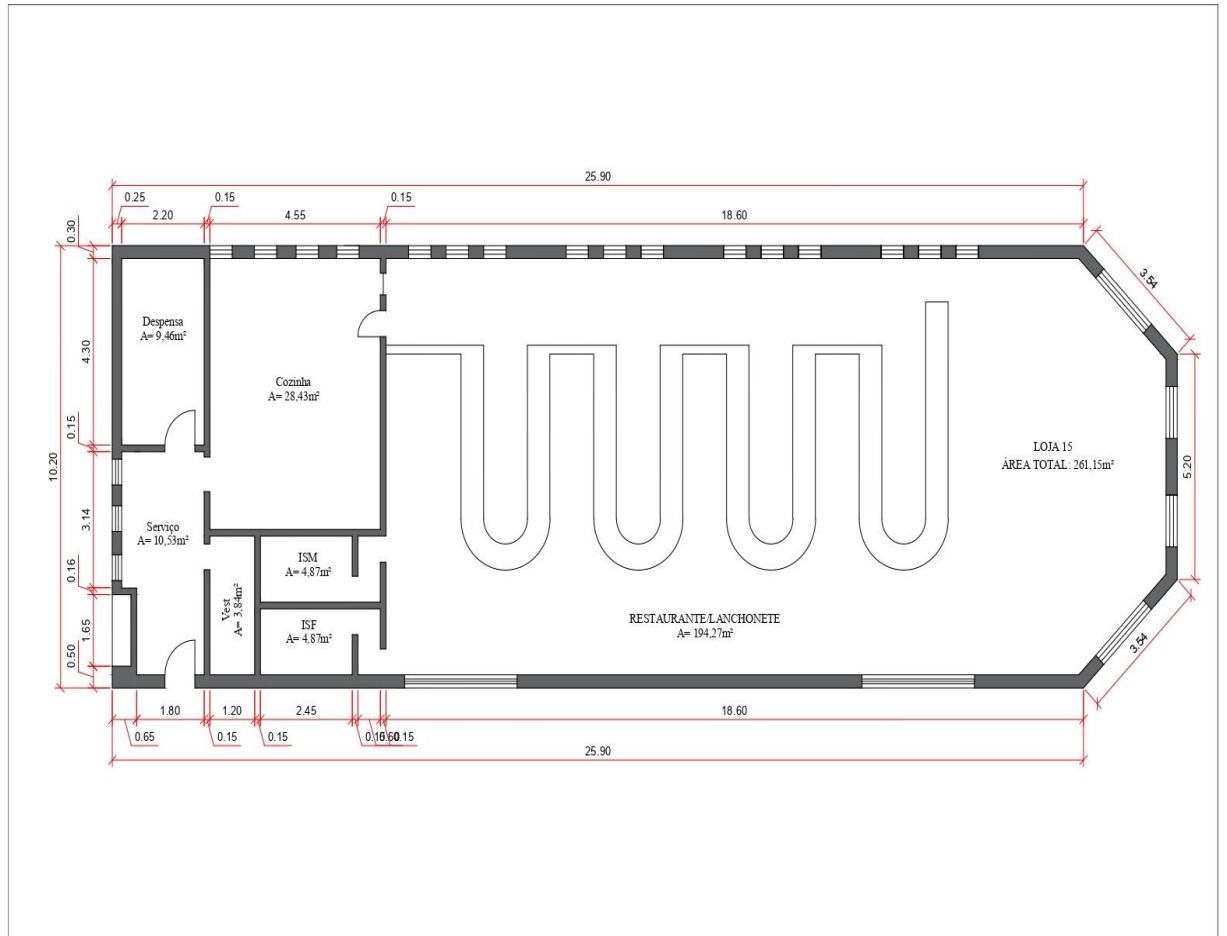 25.90
0.25
0.15
0.15
2.20
4.55
18.60
0.30
3.54
Despensa
A= 9,46m²
4.30
Cozinha
A= 28,43m²
0.15
10.20
LOJA 15
ÁREA TOTAL: 261,15m²
5.20
3.14
Serviço
A= 10,53m²
ISM
A= 4,87m²
0.16
Vest
A= 3,84m²
1.65
ISF
A= 4,87m²
RESTAURANTE/LANCHONETE
A= 194,27m²
3.54
0.50
1.80
1.20
2.45
18.60
0.65
0.15
0.15
0.15
0.60
0.15
25.90